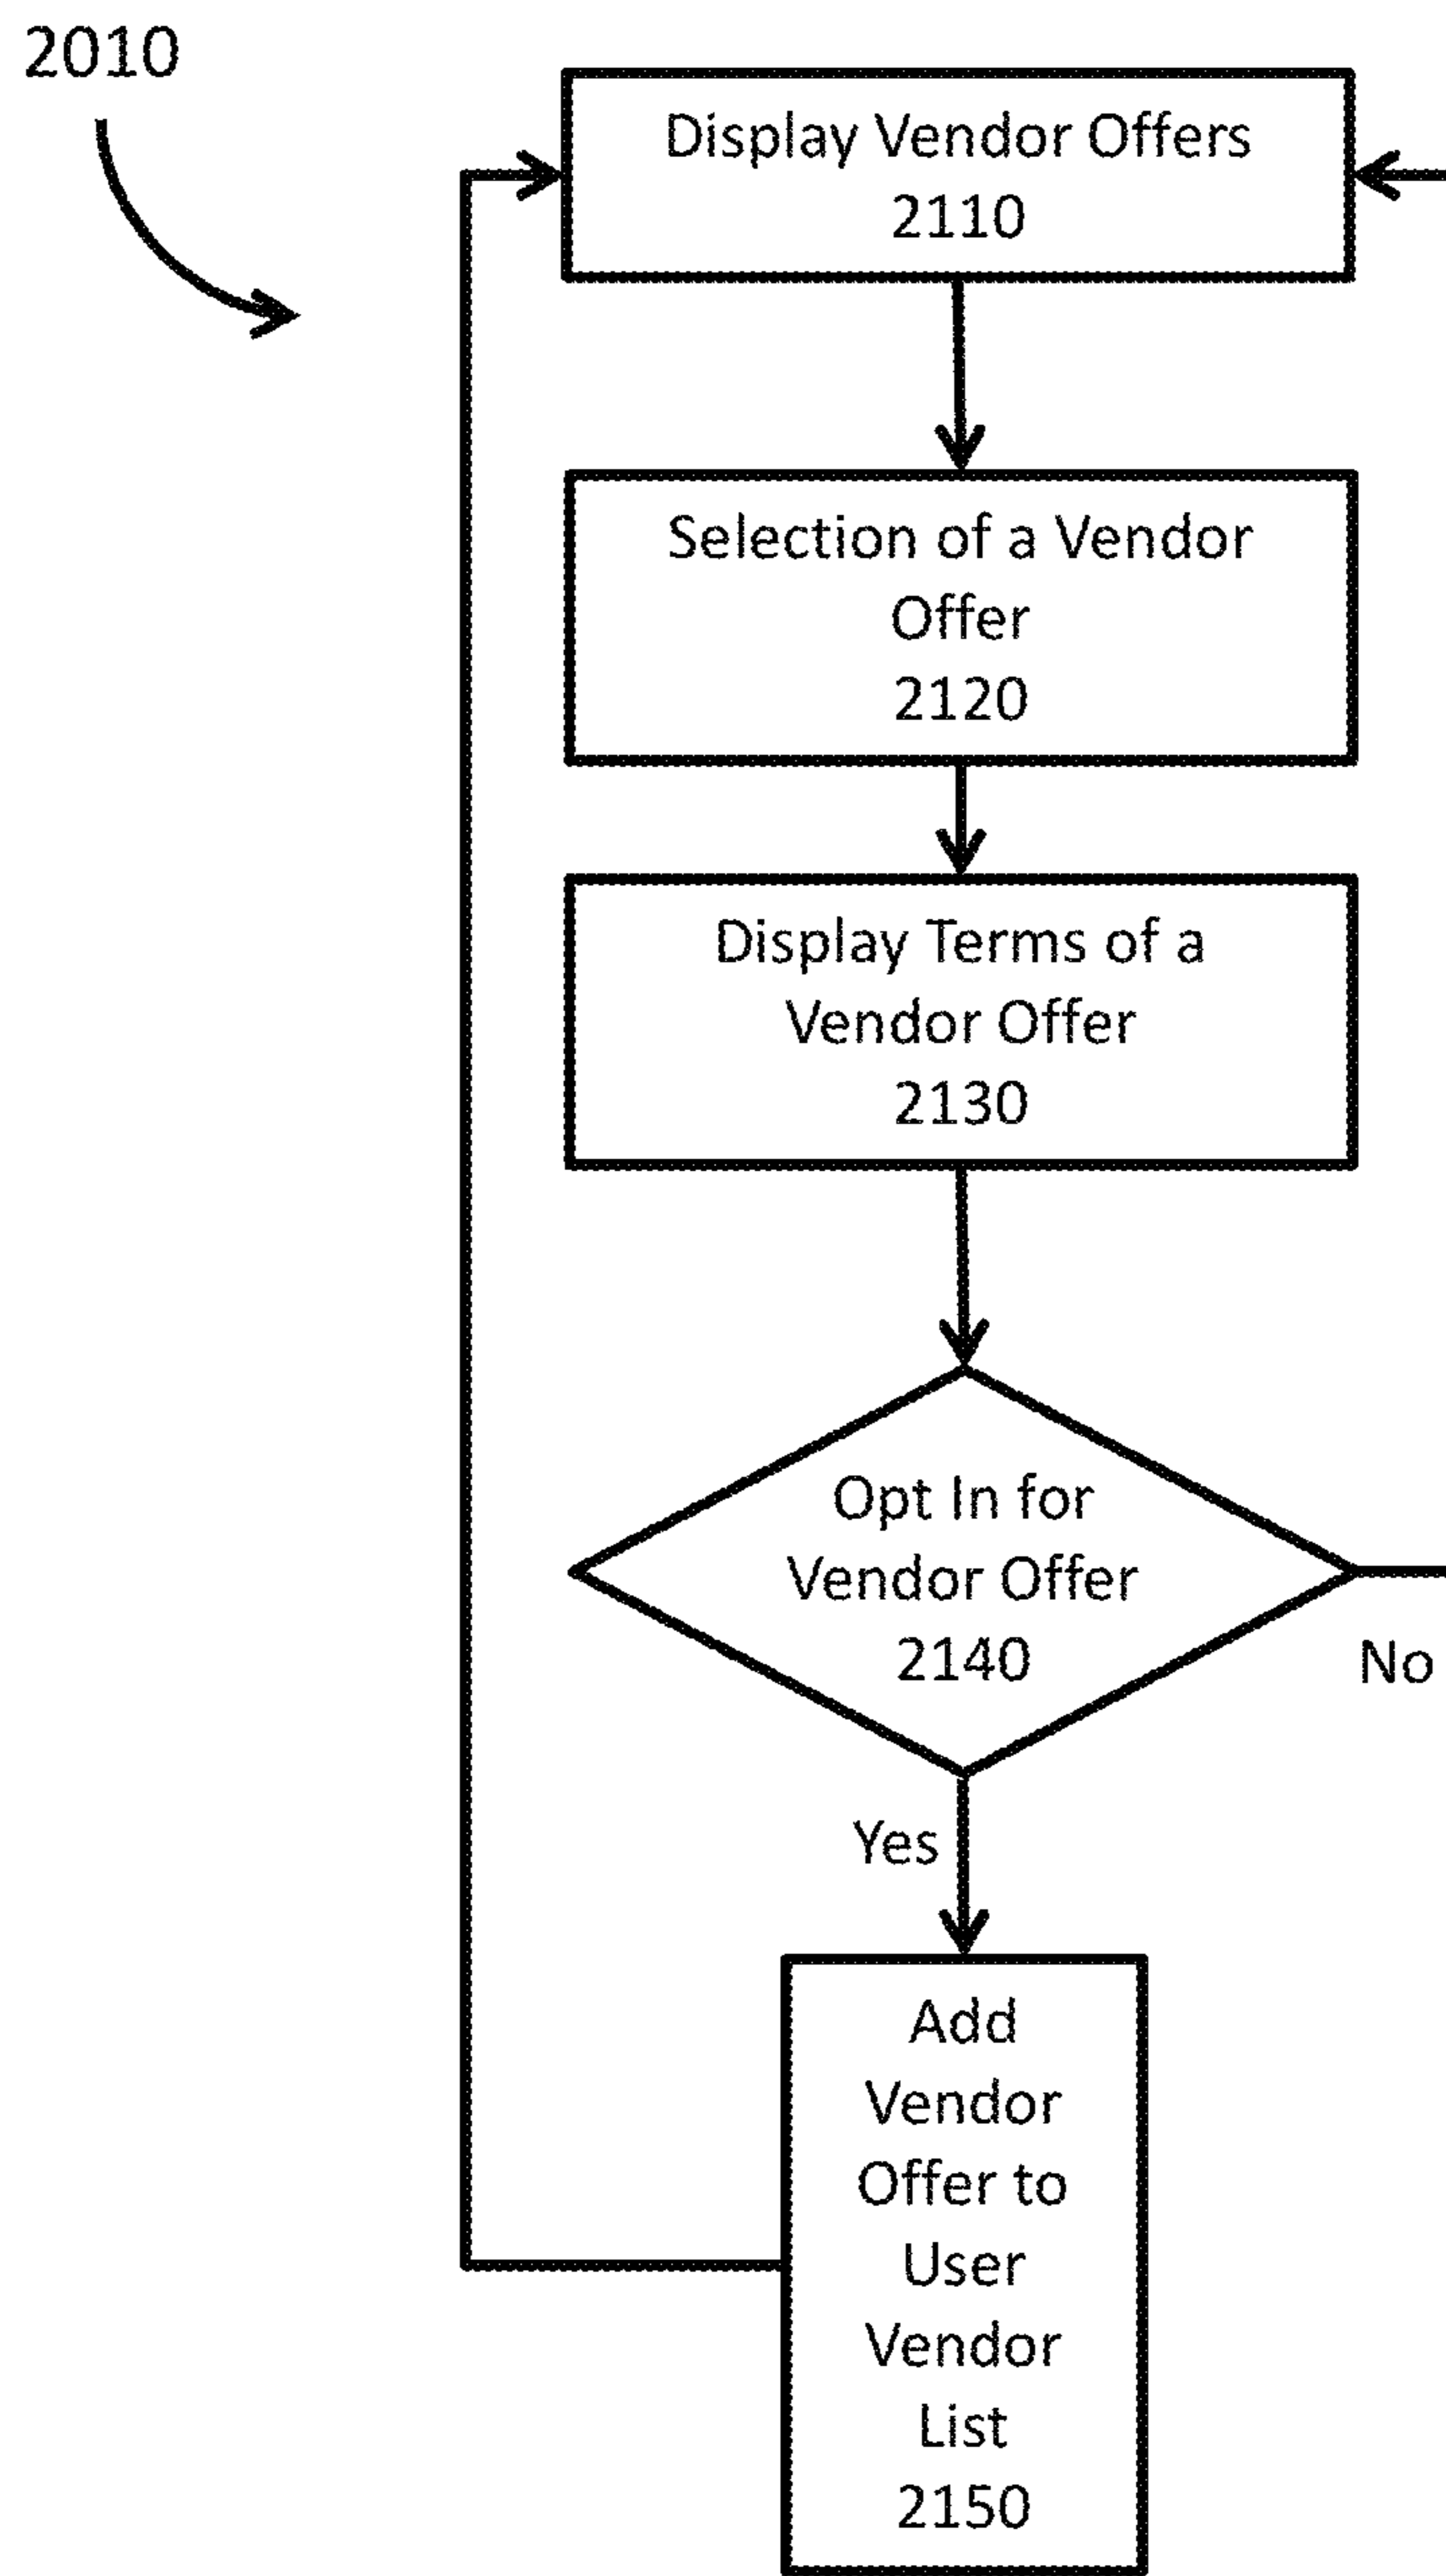 2010
Display Vendor Offers
2110
Selection of a Vendor
Offer
2120
Display Terms of a
Vendor Offer
2130
Opt In for
Vendor Offer
2140
No
Yes
Add
Vendor
Offer to
User
Vendor
List
2150